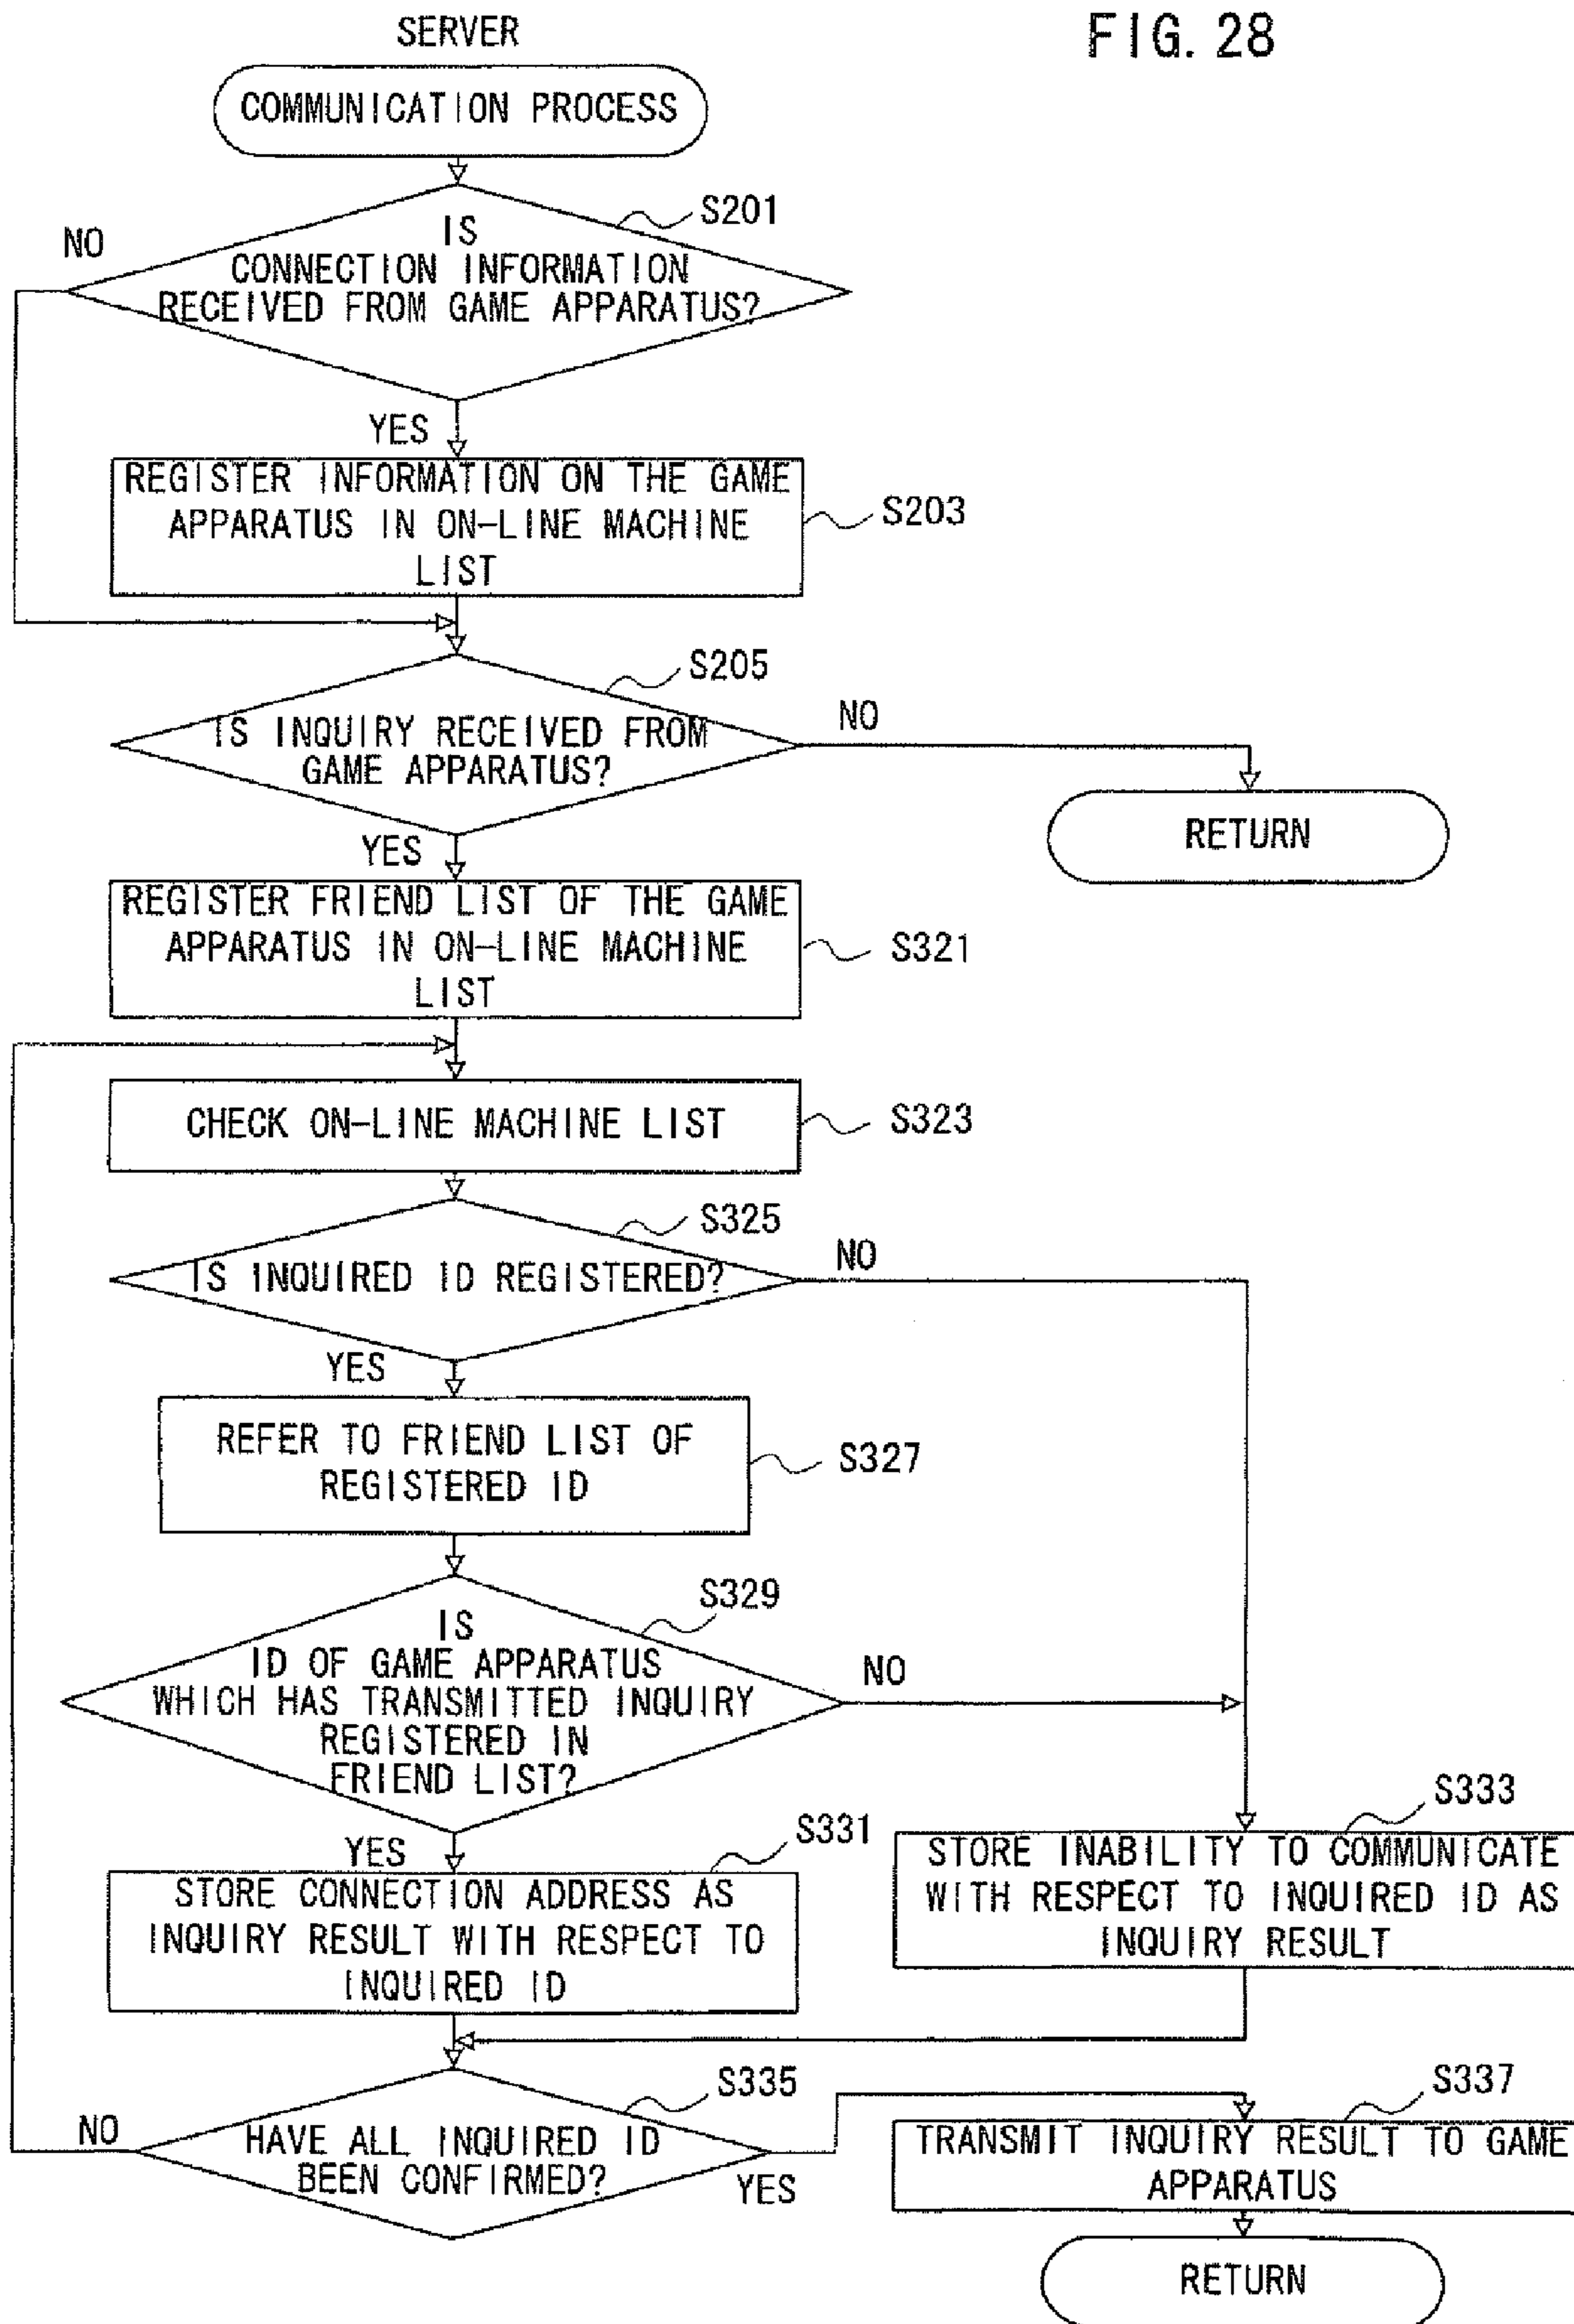 FIG. 28
SERVER
COMMUNICATION PROCESS
S201
NO
IS
CONNECTION INFORMATION
RECEIVED FROM GAME APPARATUS?
YES
REGISTER INFORMATION ON THE GAME
APPARATUS IN ON-LINE MACHINE
LIST
S203
S205
IS INQUIRY RECEIVED FROM
GAME APPARATUS?
NO
RETURN
YES
REGISTER FRIEND LIST OF THE GAME
APPARATUS IN ON-LINE MACHINE
LIST
S321
CHECK ON-LINE MACHINE LIST
S323
S325
IS INQUIRED ID REGISTERED?
NO
YES
REFER TO FRIEND LIST OF
REGISTERED ID
S327
S329
IS
ID OF GAME APPARATUS
WHICH HAS TRANSMITTED INQUIRY
REGISTERED IN
FRIEND LIST?
NO
YES
S331
STORE CONNECTION ADDRESS AS
INQUIRY RESULT WITH RESPECT TO
INQUIRED ID
S333
STORE INABILITY TO COMMUNICATE
WITH RESPECT TO INQUIRED ID AS
INQUIRY RESULT
S335
NO
HAVE ALL INQUIRED ID
BEEN CONFIRMED?
YES
S337
TRANSMIT INQUIRY RESULT TO GAME
APPARATUS
RETURN